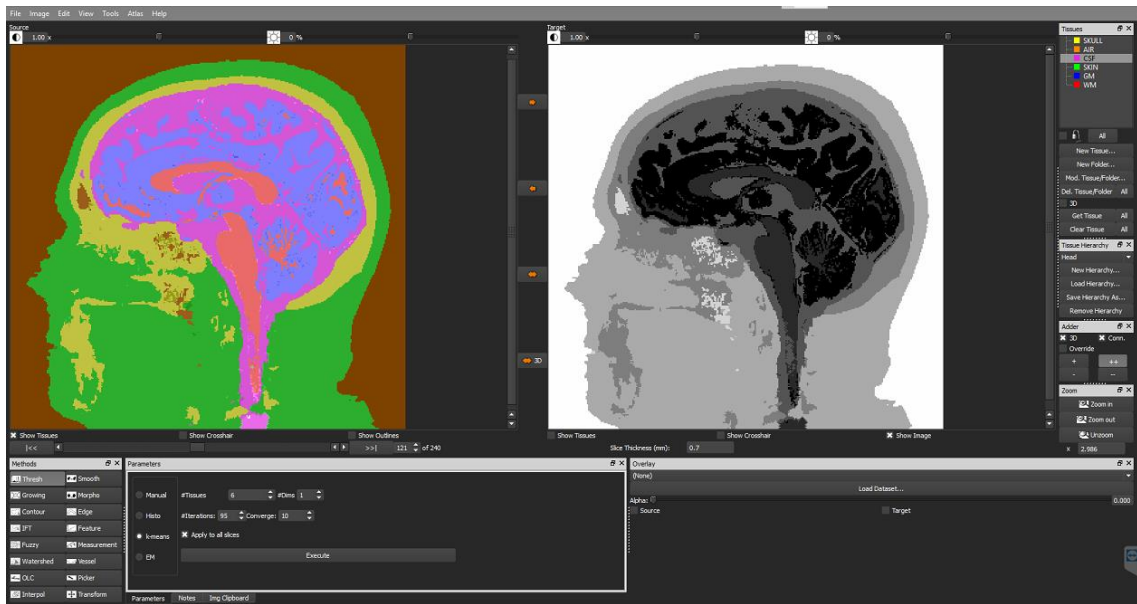 File Image Edit View Tools Atlas Help
Source
1.00 x 0 %
Target
1.00 x 0 %
Tissues
SKULL
AIR
CSF
SKIN
GM
WM
All
New Tissue...
New Folder...
Mod. Tissue/Folder...
Del. Tissue/Folder All
3D
Get Tissue All
Clear Tissue All
Tissue Hierarchy
Head
New Hierarchy...
Load Hierarchy...
Save Hierarchy As...
Remove Hierarchy
Adder
3D Conn.
Override
+ ++
- --
Zoom
Zoom in
Zoom out
Unzoom
x 2.986
3D
Show Tissues Show Crosshair Show Outlines
|<< >>| 121 of 240
Show Tissues Show Crosshair Show Image
Slice Thickness (mm): 0.7
Methods
Thresh Smooth
Growing Morpho
Contour Edge
IFT Feature
Fuzzy Measurement
Watershed Vessel
OLC Picker
Interpol Transform
Parameters
Manual #Tissues 6 #Dims 1
Histo #Iterations: 95 Converge: 10
k-means Apply to all slices
EM Execute
Parameters Notes Img Clipboard
Overlay
(None)
Load Dataset...
Alpha: 0.000
Source Target